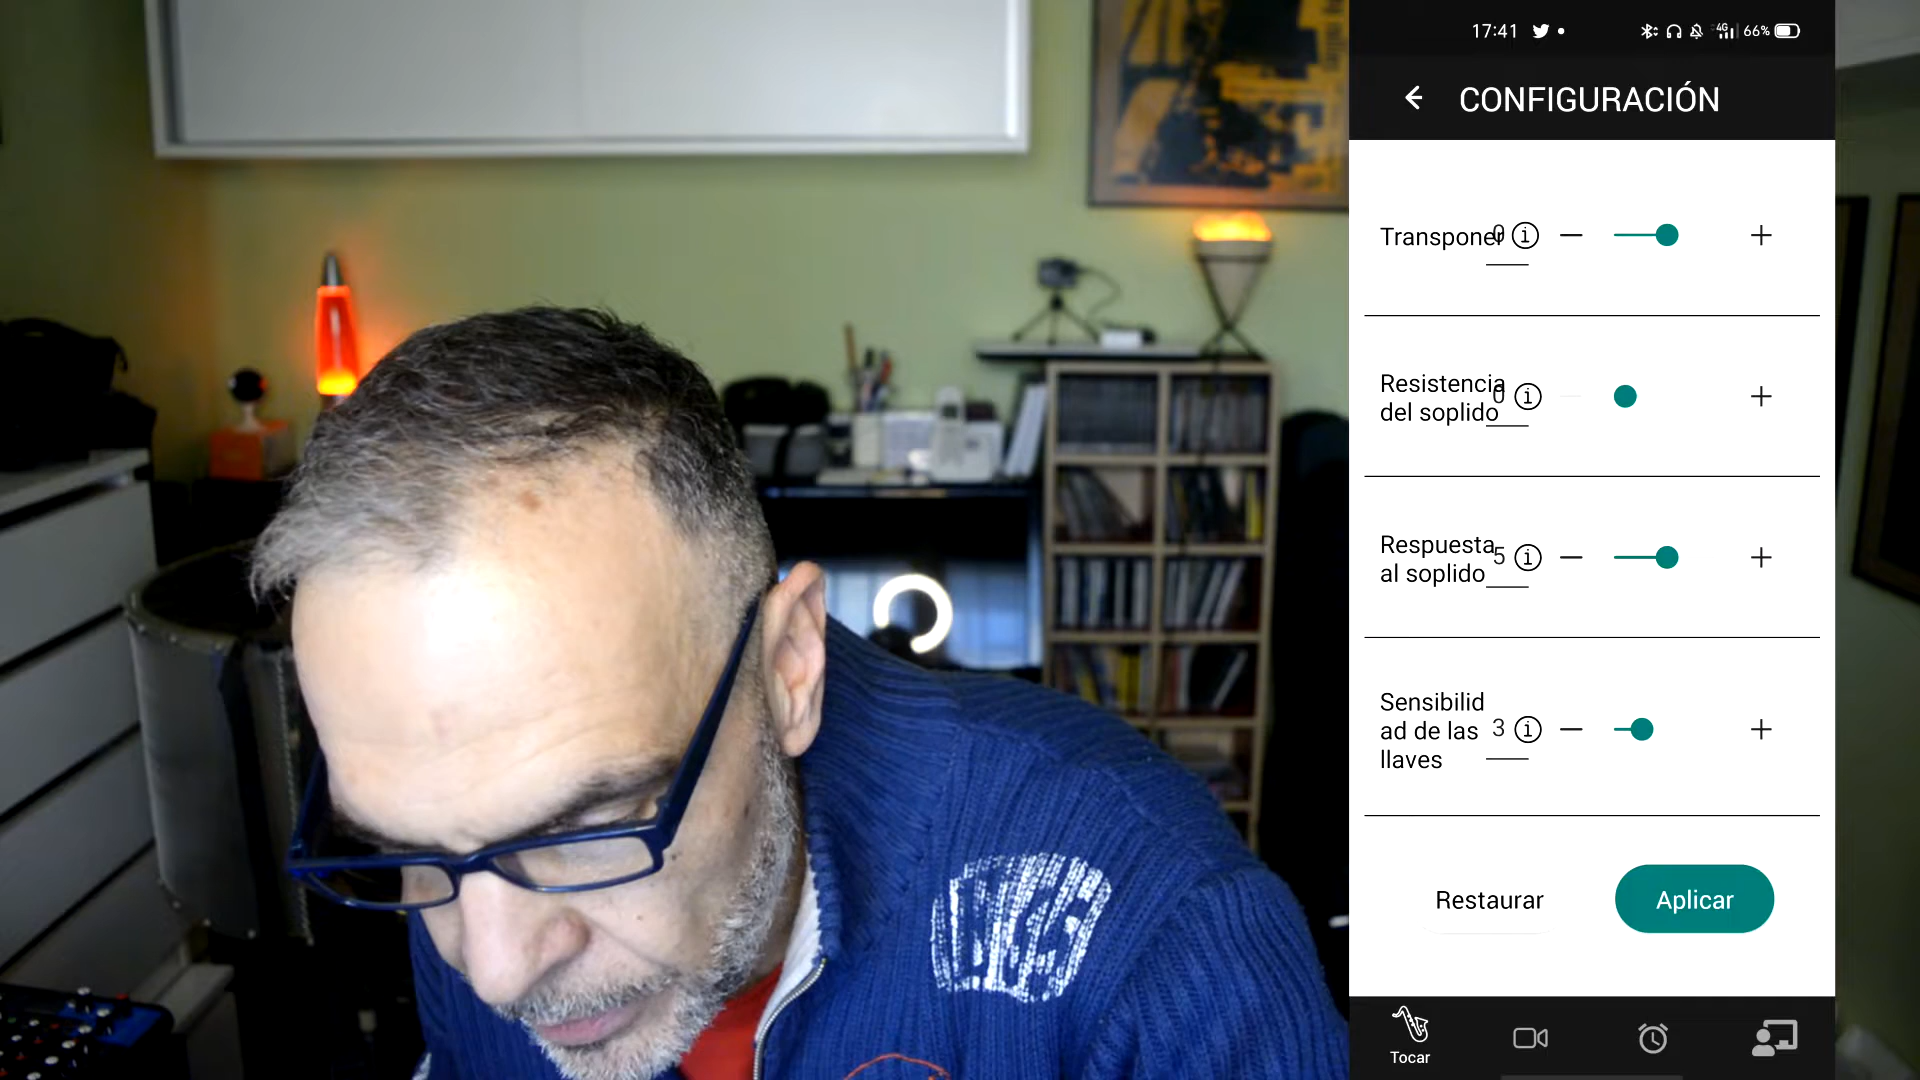 17:41
4G 66%
CONFIGURACIÓN
Transponer 0 i
Resistencia
del soplido 0 i
Respuesta
al soplido 5 i
Sensibilid
ad de las
llaves 3 i
Restaurar Aplicar
Tocar